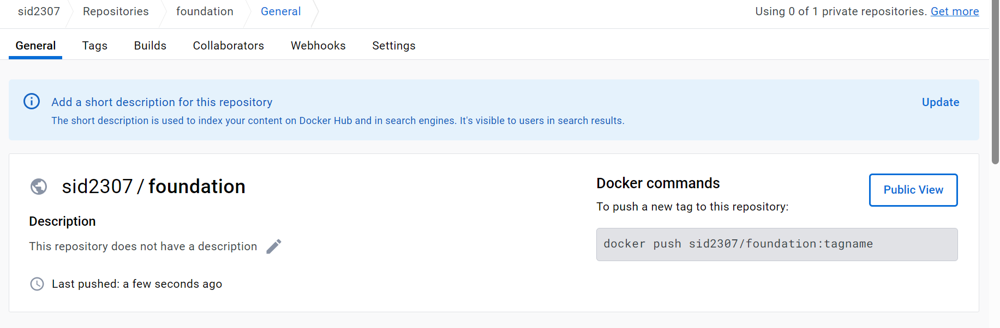 sid2307 Repositories foundation General Using 0 of 1 private repositories. Get more
General Tags Builds Collaborators Webhooks Settings
Add a short description for this repository Update
The short description is used to index your content on Docker Hub and in search engines. It's visible to users in search results.
sid2307 / foundation
Description
This repository does not have a description
Last pushed: a few seconds ago
Docker commands
Public View
To push a new tag to this repository:
docker push sid2307/foundation:tagname